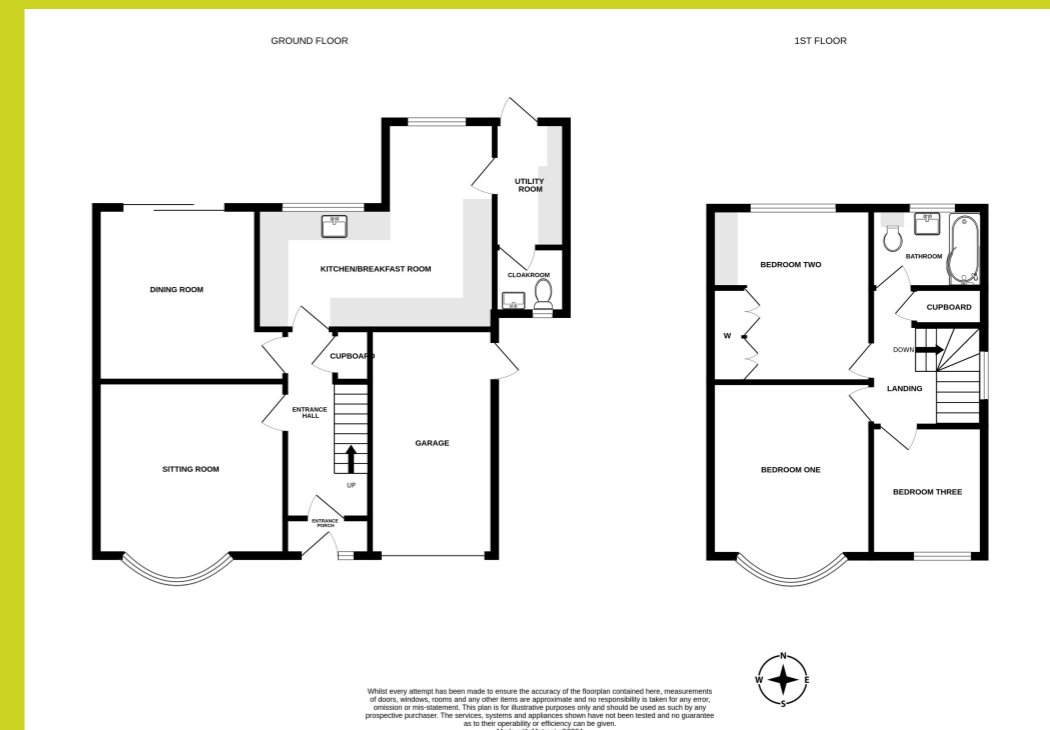 GROUND FLOOR
1ST FLOOR
UTILITY
ROOM
KITCHEN/BREAKFAST ROOM
CLOAKROOM
DINING ROOM
CUPBOARD
ENTRANCE
HALL
GARAGE
SITTING ROOM
UP
ENTRANCE
PORCH
BATHROOM
BEDROOM TWO
CUPBOARD
W
DOWN
LANDING
BEDROOM ONE
BEDROOM THREE
N
W
E
S
Whilst every attempt has been made to ensure the accuracy of the floorplan contained here, measurements
of doors, windows, rooms and any other items are approximate and no responsibility is taken for any error,
omission or mis-statement. This plan is for illustrative purposes only and should be used as such by any
prospective purchaser. The services, systems and appliances shown have not been tested and no guarantee
as to their operability or efficiency can be given.